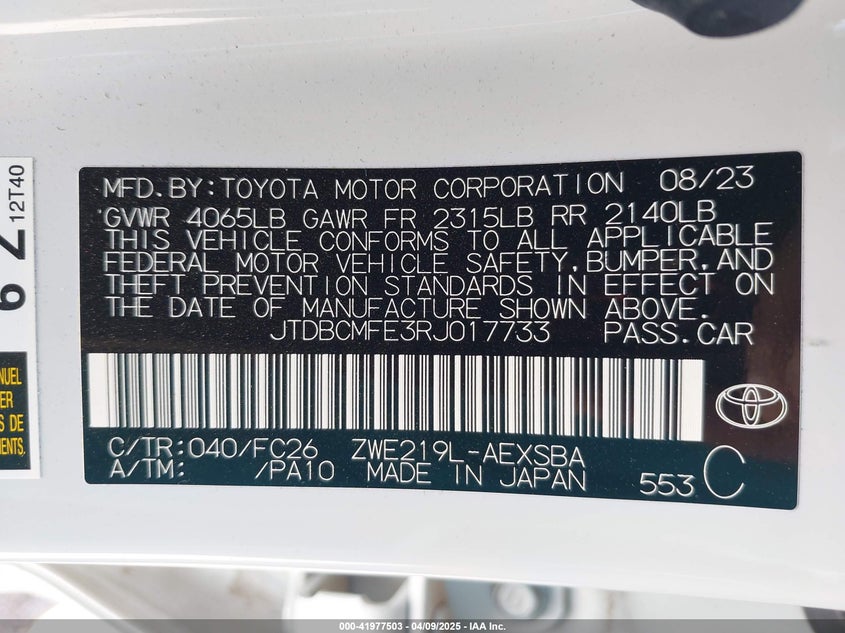 MFD.BY:TOYOTA MOTOR CORPORATION 08/23
GVWR 4065LB GAWR FR 2315LB RR 2140LB
THIS VEHICLE CONFORMS TO ALL APPLICABLE
FEDERAL MOTOR VEHICLE SAFETY,BUMPER,AND
THEFT PREVENTION STANDARDS IN EFFECT ON
THE DATE OF MANUFACTURE SHOWN ABOVE.
JTDBCMFE3RJ017733 PASS.CAR
C/TR:040/FC26 ZWE219L-AEXSBA
A/TM: /PA10 MADE IN JAPAN 553 C
12T40
000-41977503 | 04/09/2025 | IAA Inc.